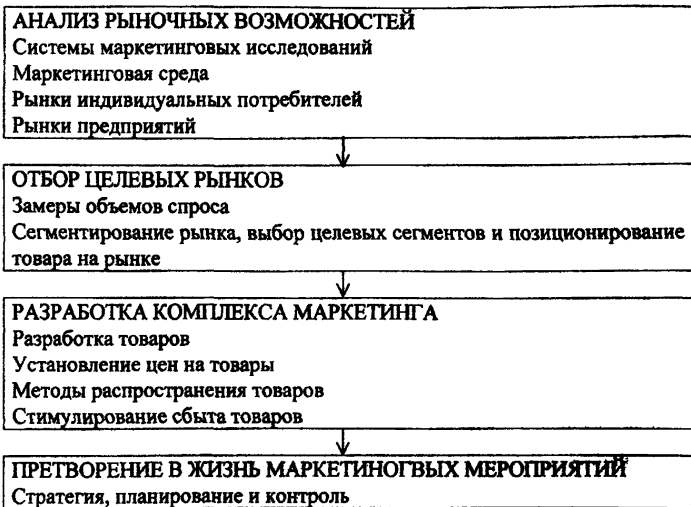 АНАЛИЗ РЫНОЧНЫХ ВОЗМОЖНОСТЕЙ
Системы маркетинговых исследований
Маркетинговая среда
Рынки индивидуальных потребителей
Рынки предприятий
ОТБОР ЦЕЛЕВЫХ РЫНКОВ
Замеры объемов спроса
Сегментирование рынка, выбор целевых сегментов и позиционирование
товара на рынке
РАЗРАБОТКА КОМПЛЕКСА МАРКЕТИНГА
Разработка товаров
Установление цен на товары
Методы распространения товаров
Стимулирование сбыта товаров
ПРЕТВОРЕНИЕ В ЖИЗНЬ МАРКЕТИНОГВЫХ МЕРОПРИЯТИЙ
Стратегия, планирование и контроль